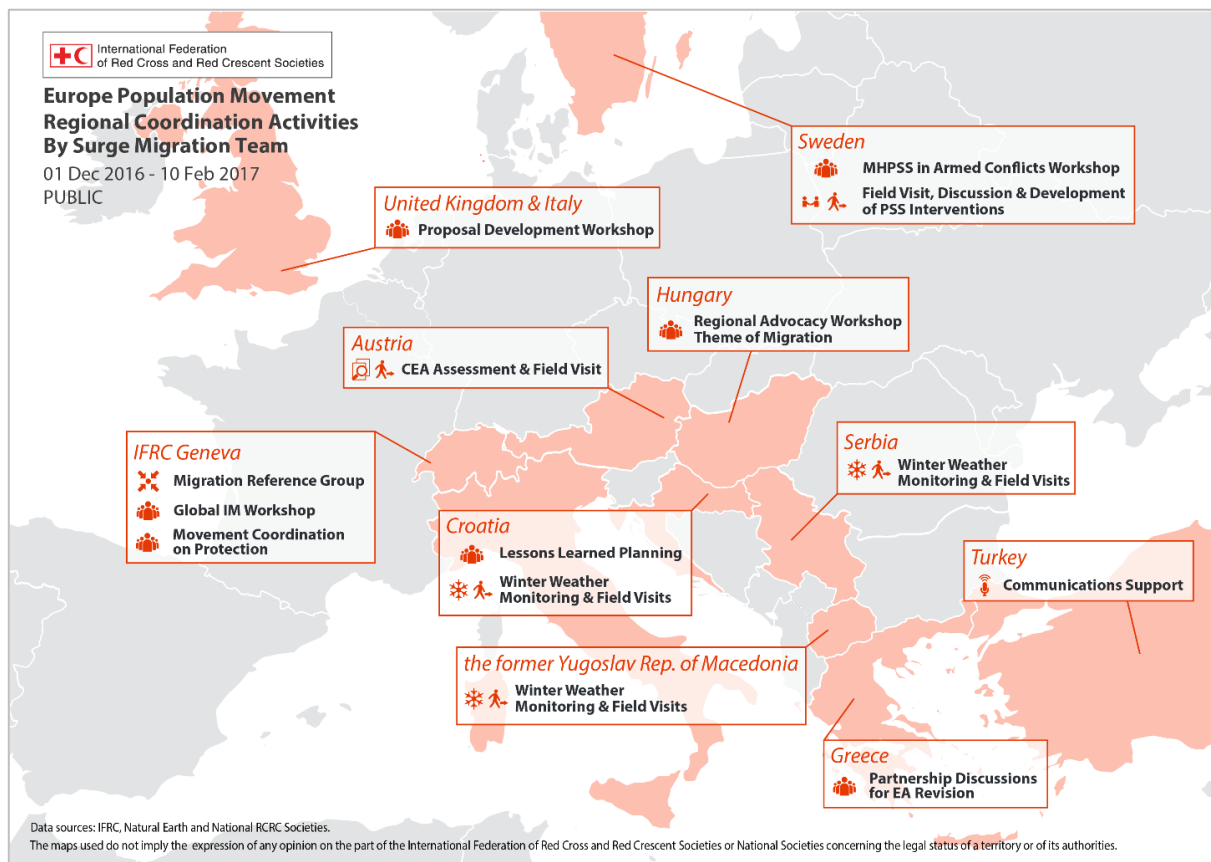 International Federation
of Red Cross and Red Crescent Societies
Europe Population Movement
Regional Coordination Activities
By Surge Migration Team
01 Dec 2016 - 10 Feb 2017
PUBLIC
Sweden
MHPSS in Armed Conflicts Workshop
Field Visit, Discussion & Development
of PSS Interventions
United Kingdom & Italy
Proposal Development Workshop
Hungary
Regional Advocacy Workshop
Theme of Migration
Austria
CEA Assessment & Field Visit
IFRC Geneva
Migration Reference Group
Global IM Workshop
Movement Coordination
on Protection
Serbia
Winter Weather
Monitoring & Field Visits
Croatia
Lessons Learned Planning
Winter Weather
Monitoring & Field Visits
Turkey
Communications Support
the former Yugoslav Rep. of Macedonia
Winter Weather
Monitoring & Field Visits
Greece
Partnership Discussions
for EA Revision
Data sources: IFRC, Natural Earth and National RCRC Societies.
The maps used do not imply the expression of any opinion on the part of the International Federation of Red Cross and Red Crescent Societies or National Societies concerning the legal status of a territory or of its authorities.